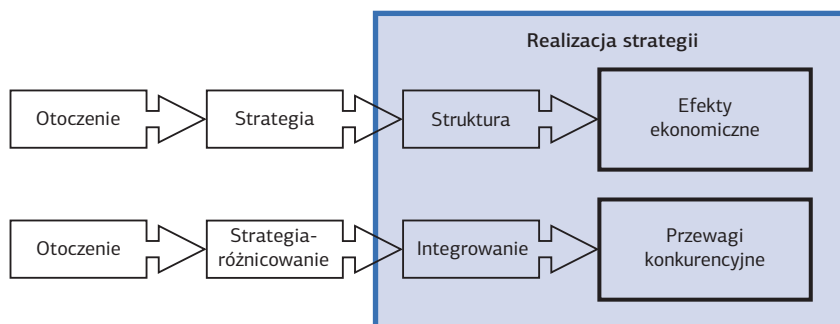 Realizacja strategii
Otoczenie
Strategia
Struktura
Efekty
ekonomiczne
Otoczenie
Strategia-
różnicowanie
Integrowanie
Przewagi
konkurencyjne